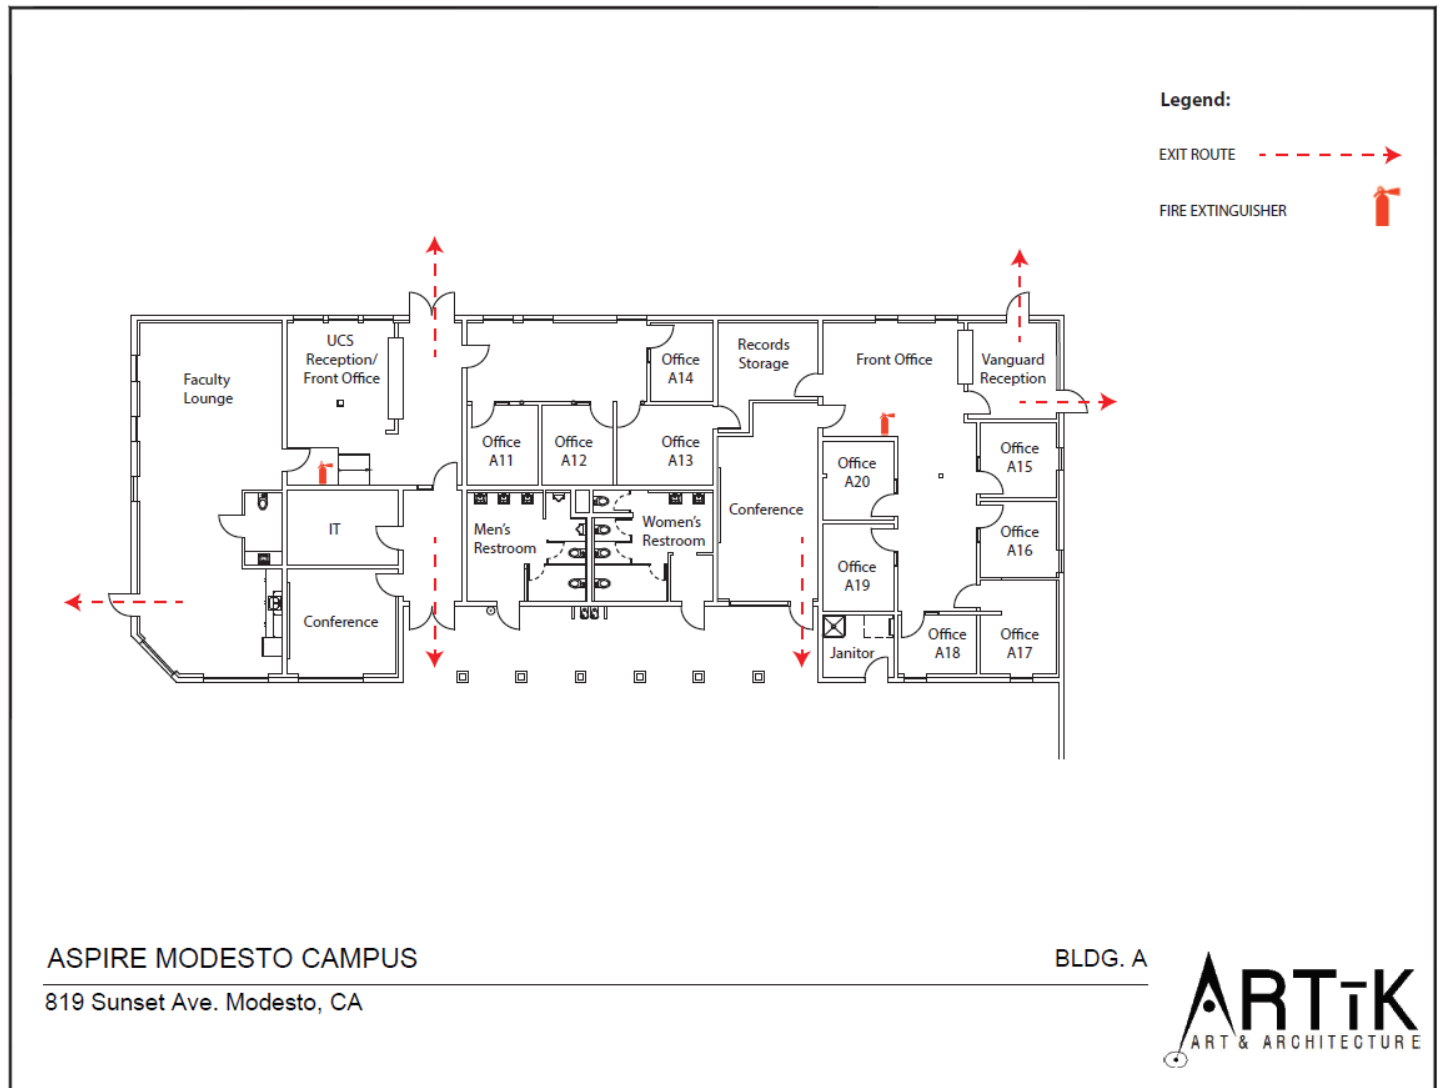 Legend:
EXIT ROUTE
FIRE EXTINGUISHER
UCS
Reception/
Front Office
Faculty
Lounge
Office
A14
Records
Storage
Front Office
Vanguard
Reception
Office
A11
Office
A12
Office
A13
Office
A15
Office
A20
IT
Men's
Restroom
Women's
Restroom
Conference
Office
A16
Office
A19
Conference
Janitor
Office
A18
Office
A17
ASPIRE MODESTO CAMPUS
BLDG. A
819 Sunset Ave. Modesto, CA
ARTīK
ART & ARCHITECTURE